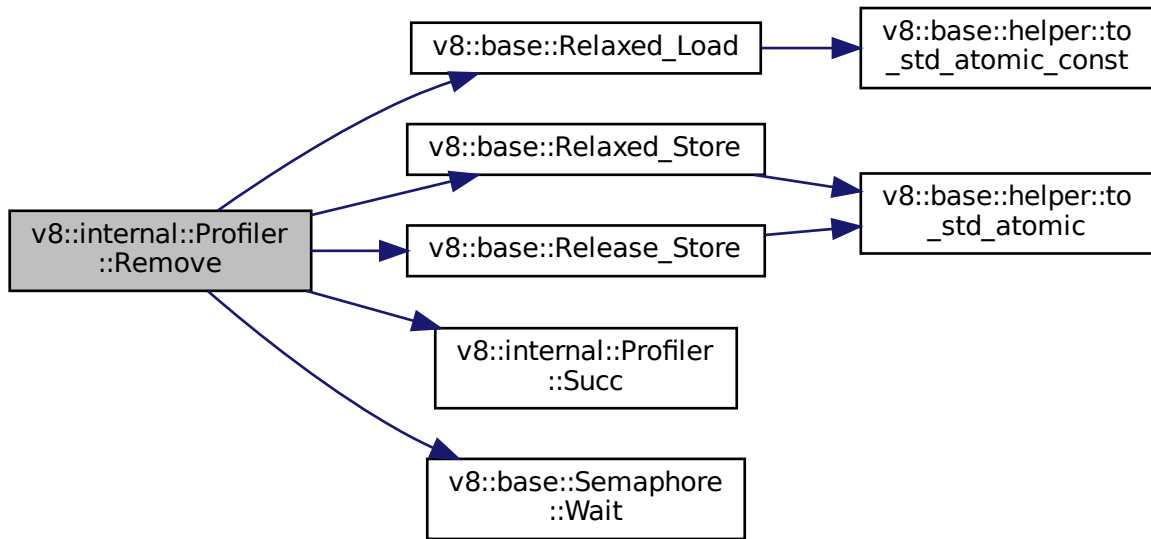 v8::internal::Profiler
::Remove
v8::base::Relaxed_Load
v8::base::helper::to
_std_atomic_const
v8::base::Relaxed_Store
v8::base::helper::to
_std_atomic
v8::base::Release_Store
v8::internal::Profiler
::Succ
v8::base::Semaphore
::Wait